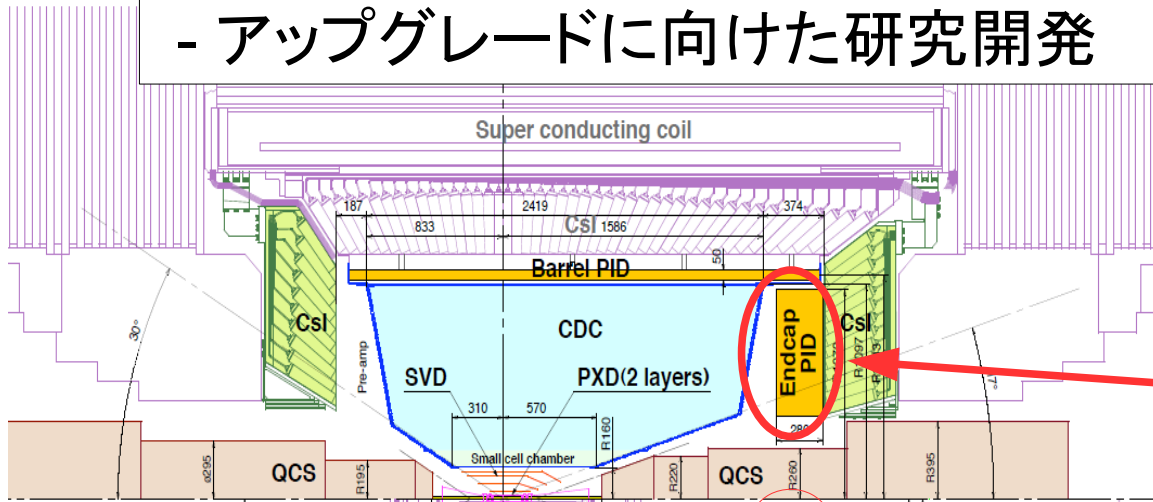 - アップグレードに向けた研究開発
Super conducting coil
187
2419
374
833
CsI
1586
50
Barrel PID
30°
CsI
CDC
Endcap PID
CsI
Pre-amp
SVD
PXD(2 layers)
310
570
R160
Small cell chamber
ø295
QCS
R195
R220
QCS
R260
R395